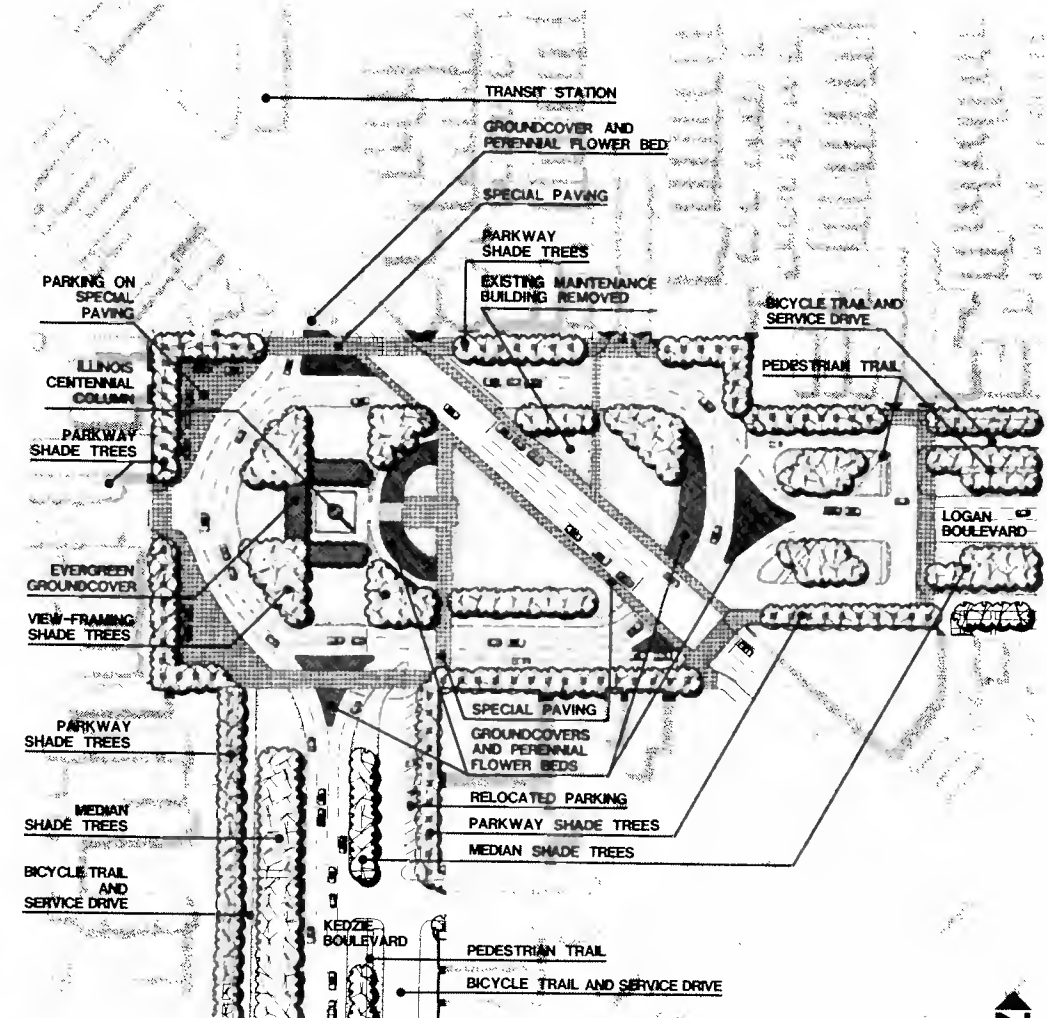 TRANSIT STATION
GROUNDCOVER AND
PERENNIAL FLOWER BED
SPECIAL PAVING
PARKWAY
SHADE TREES
EXISTING MAINTENANCE
BUILDING REMOVED
BICYCLE TRAIL AND
SERVICE DRIVE
PEDESTRIAN TRAIL
PARKING ON
SPECIAL
PAVING
ILLINOIS
CENTENNIAL
COLUMN
PARKWAY
SHADE TREES
LOGAN
BOULEVARD
EVERGREEN
GROUNDCOVER
VIEW-FRAMING
SHADE TREES
SPECIAL PAVING
GROUNDCOVERS
AND PERENNIAL
FLOWER BEDS
PARKWAY
SHADE TREES
RELOCATED PARKING
PARKWAY SHADE TREES
MEDIAN SHADE TREES
MEDIAN
SHADE TREES
BICYCLE TRAIL
AND
SERVICE DRIVE
KEDZIE
BOULEVARD
PEDESTRIAN TRAIL
BICYCLE TRAIL AND SERVICE DRIVE